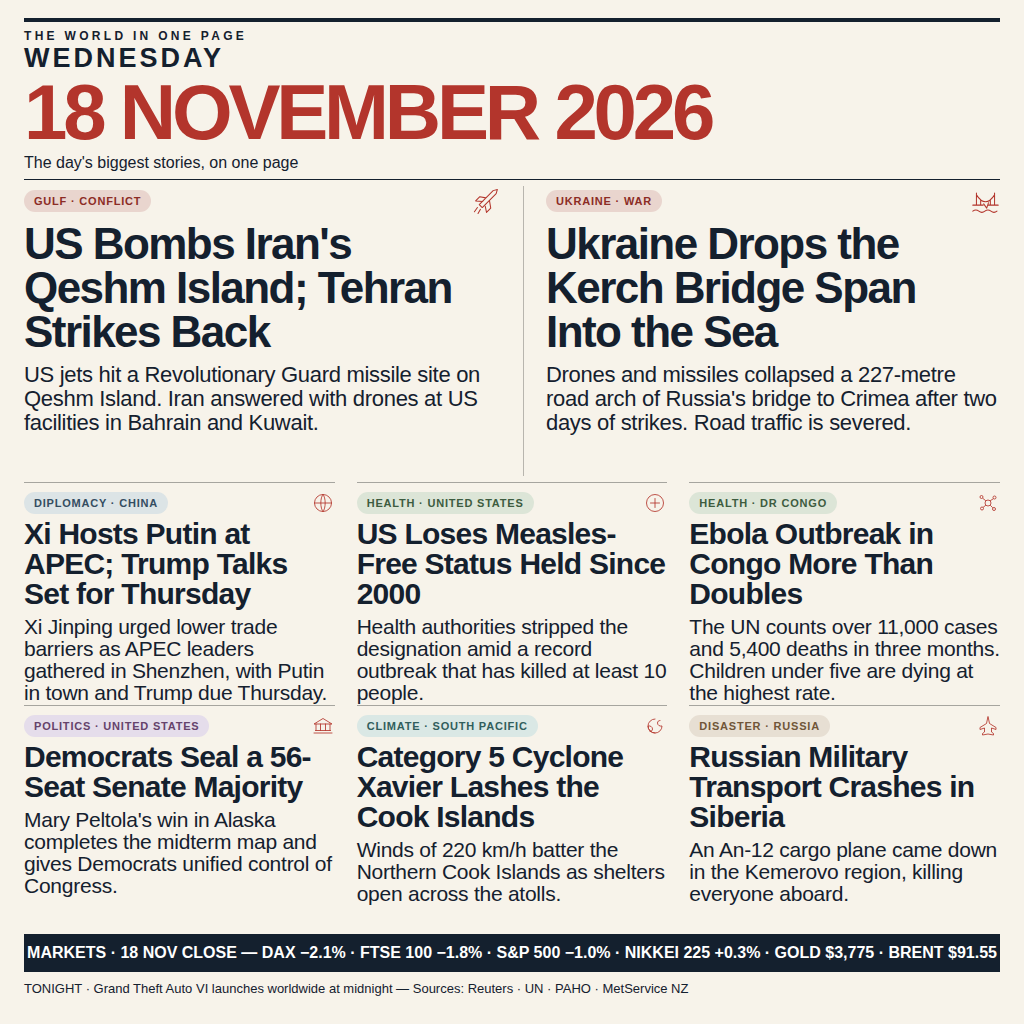 THE WORLD IN ONE PAGE
WEDNESDAY
18 NOVEMBER 2026
The day's biggest stories, on one page
GULF · CONFLICT
US Bombs Iran's
Qeshm Island; Tehran
Strikes Back
US jets hit a Revolutionary Guard missile site on
Qeshm Island. Iran answered with drones at US
facilities in Bahrain and Kuwait.
UKRAINE · WAR
Ukraine Drops the
Kerch Bridge Span
Into the Sea
Drones and missiles collapsed a 227-metre
road arch of Russia's bridge to Crimea after two
days of strikes. Road traffic is severed.
DIPLOMACY · CHINA
Xi Hosts Putin at
APEC; Trump Talks
Set for Thursday
Xi Jinping urged lower trade
barriers as APEC leaders
gathered in Shenzhen, with Putin
in town and Trump due Thursday.
HEALTH · UNITED STATES
US Loses Measles-
Free Status Held Since
2000
Health authorities stripped the
designation amid a record
outbreak that has killed at least 10
people.
HEALTH · DR CONGO
Ebola Outbreak in
Congo More Than
Doubles
The UN counts over 11,000 cases
and 5,400 deaths in three months.
Children under five are dying at
the highest rate.
POLITICS · UNITED STATES
Democrats Seal a 56-
Seat Senate Majority
Mary Peltola's win in Alaska
completes the midterm map and
gives Democrats unified control of
Congress.
CLIMATE · SOUTH PACIFIC
Category 5 Cyclone
Xavier Lashes the
Cook Islands
Winds of 220 km/h batter the
Northern Cook Islands as shelters
open across the atolls.
DISASTER · RUSSIA
Russian Military
Transport Crashes in
Siberia
An An-12 cargo plane came down
in the Kemerovo region, killing
everyone aboard.
MARKETS · 18 NOV CLOSE — DAX −2.1% · FTSE 100 −1.8% · S&P 500 −1.0% · NIKKEI 225 +0.3% · GOLD $3,775 · BRENT $91.55
TONIGHT · Grand Theft Auto VI launches worldwide at midnight — Sources: Reuters · UN · PAHO · MetService NZ